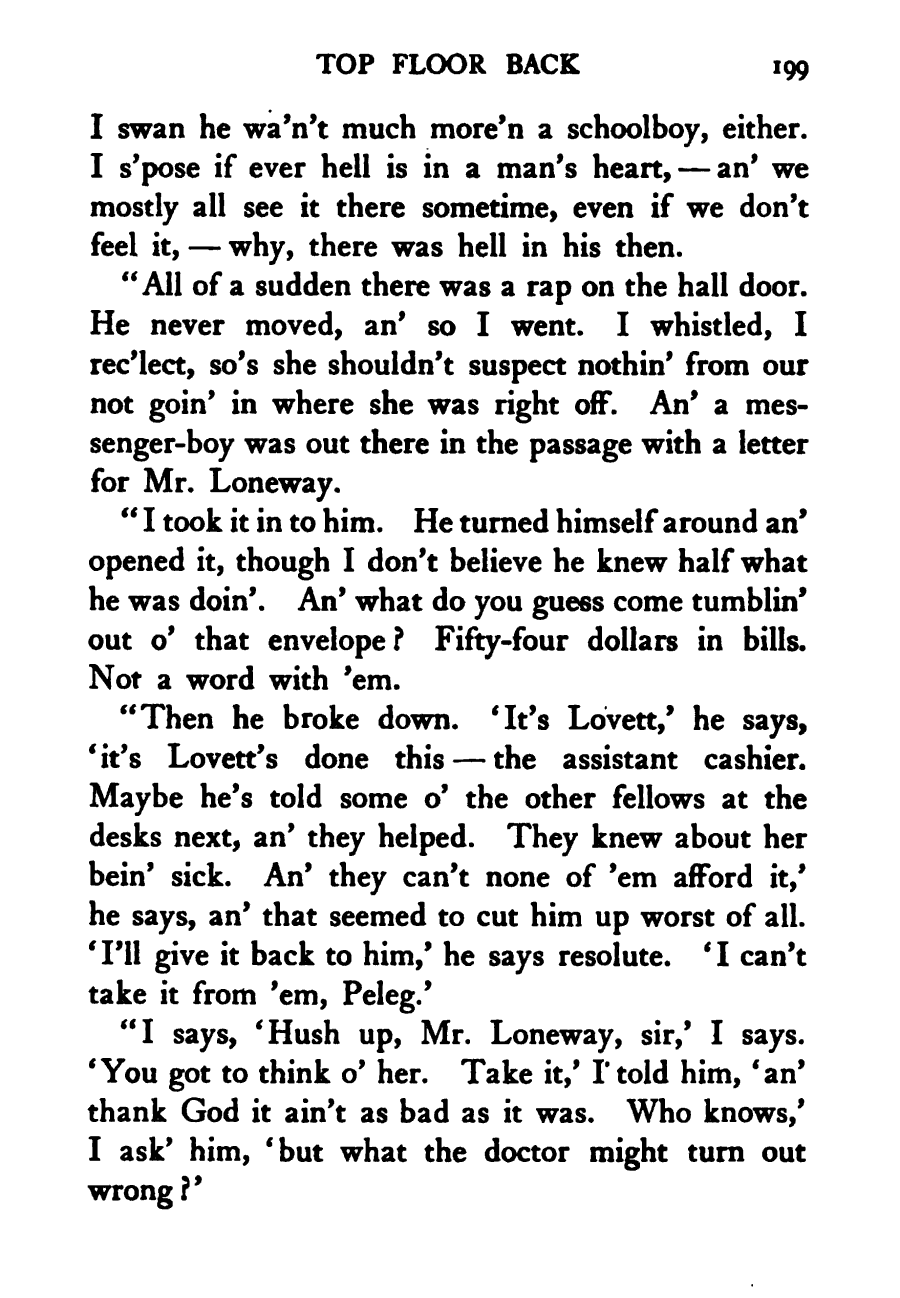 TOP FLOOR BACK 199
I swan he wa'n't much more'n a schoolboy, either.
I s'pose if ever hell is in a man's heart, — an' we
mostly all see it there sometime, even if we don't
feel it, — why, there was hell in his then.
"All of a sudden there was a rap on the hall door.
He never moved, an' so I went. I whistled, I
rec'lect, so's she shouldn't suspect nothin' from our
not goin' in where she was right off. An' a mes-
senger-boy was out there in the passage with a letter
for Mr. Loneway.
"I took it in to him. He turned himself around an'
opened it, though I don't believe he knew half what
he was doin'. An' what do you guess come tumblin'
out o' that envelope? Fifty-four dollars in bills.
Not a word with 'em.
"Then he broke down. 'It's Lovett,' he says,
'it's Lovett's done this — the assistant cashier.
Maybe he's told some o' the other fellows at the
desks next, an' they helped. They knew about her
bein' sick. An' they can't none of 'em afford it,'
he says, an' that seemed to cut him up worst of all.
'I'll give it back to him,' he says resolute. 'I can't
take it from 'em, Peleg.'
"I says, 'Hush up, Mr. Loneway, sir,' I says.
'You got to think o' her. Take it,' I told him, 'an'
thank God it ain't as bad as it was. Who knows,'
I ask' him, 'but what the doctor might turn out
wrong?'